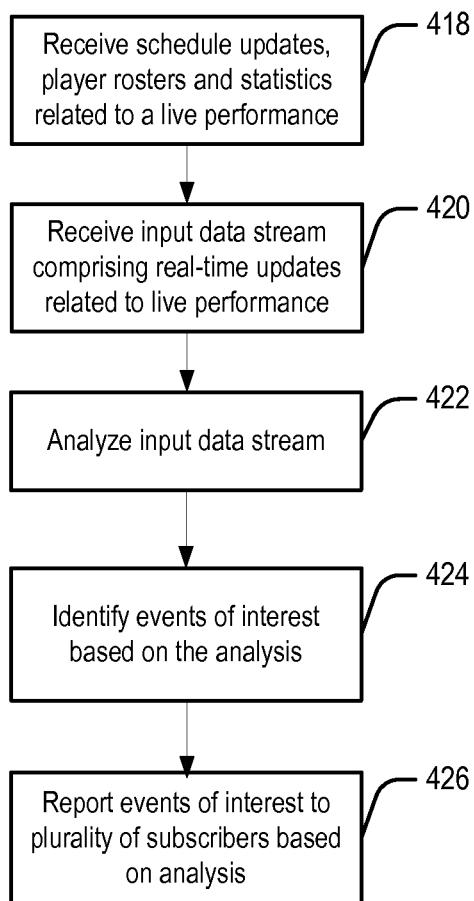 Receive schedule updates,
player rosters and statistics
related to a live performance
418
Receive input data stream
comprising real-time updates
related to live performance
420
Analyze input data stream
422
Identify events of interest
based on the analysis
424
Report events of interest to
plurality of subscribers based
on analysis
426